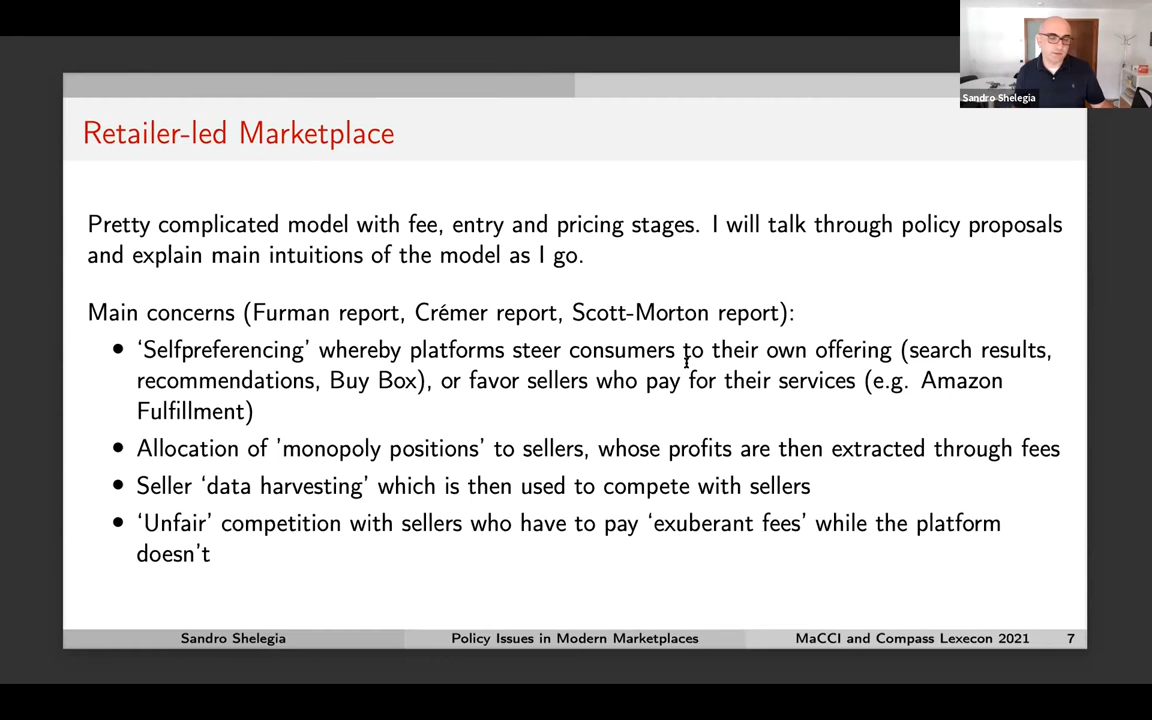 Sandro Shelegia
Retailer-led Marketplace
Pretty complicated model with fee, entry and pricing stages. I will talk through policy proposals
and explain main intuitions of the model as I go.
Main concerns (Furman report, Crémer report, Scott-Morton report):
• ‘Selfpreferencing’ whereby platforms steer consumers to their own offering (search results,
recommendations, Buy Box), or favor sellers who pay for their services (e.g. Amazon
Fulfillment)
• Allocation of ’monopoly positions’ to sellers, whose profits are then extracted through fees
• Seller ‘data harvesting’ which is then used to compete with sellers
• ‘Unfair’ competition with sellers who have to pay ‘exuberant fees’ while the platform
doesn’t
Sandro Shelegia Policy Issues in Modern Marketplaces MaCCI and Compass Lexecon 2021 7